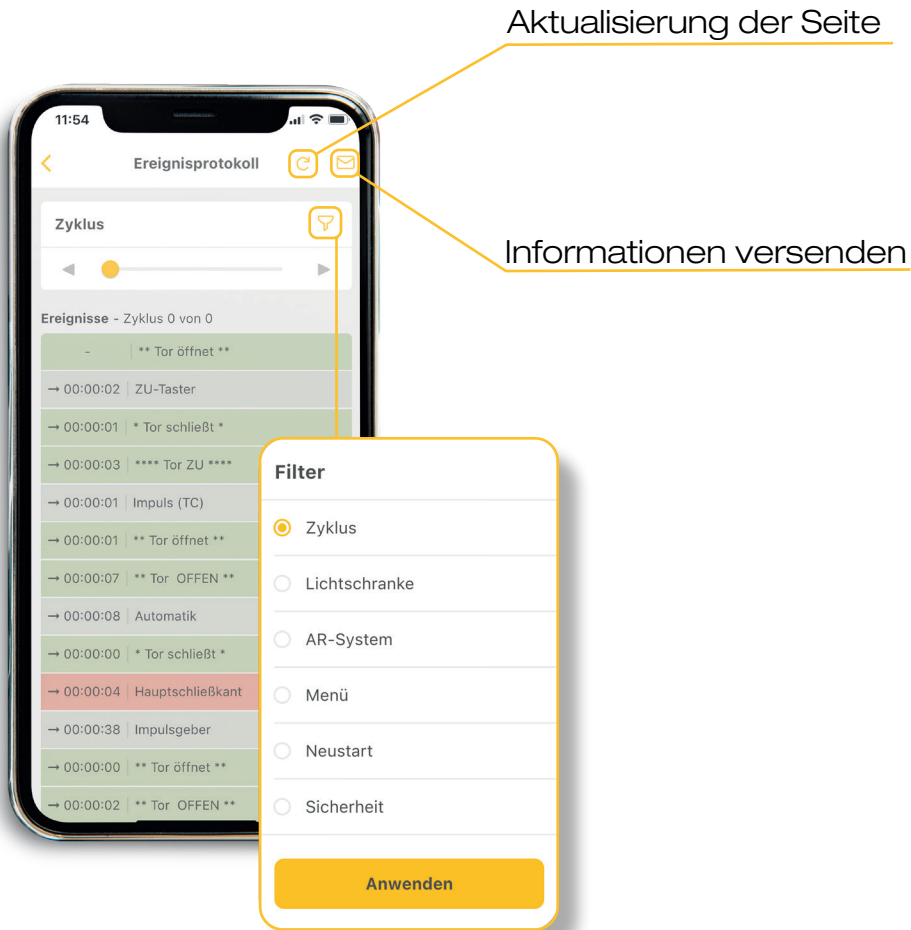 Aktualisierung der Seite
11:54
Ereignisprotokoll
Zyklus
Informationen versenden
Ereignisse - Zyklus 0 von 0
- ** Tor öffnet **
→ 00:00:02 ZU-Taster
→ 00:00:01 * Tor schließt *
→ 00:00:03 **** Tor ZU ****
→ 00:00:01 Impuls (TC)
→ 00:00:01 ** Tor öffnet **
→ 00:00:07 ** Tor OFFEN **
→ 00:00:08 Automatik
→ 00:00:00 * Tor schließt *
→ 00:00:04 Hauptschließkant
→ 00:00:38 Impulsgeber
→ 00:00:00 ** Tor öffnet **
→ 00:00:02 ** Tor OFFEN **
Filter
Zyklus
Lichtschranke
AR-System
Menü
Neustart
Sicherheit
Anwenden